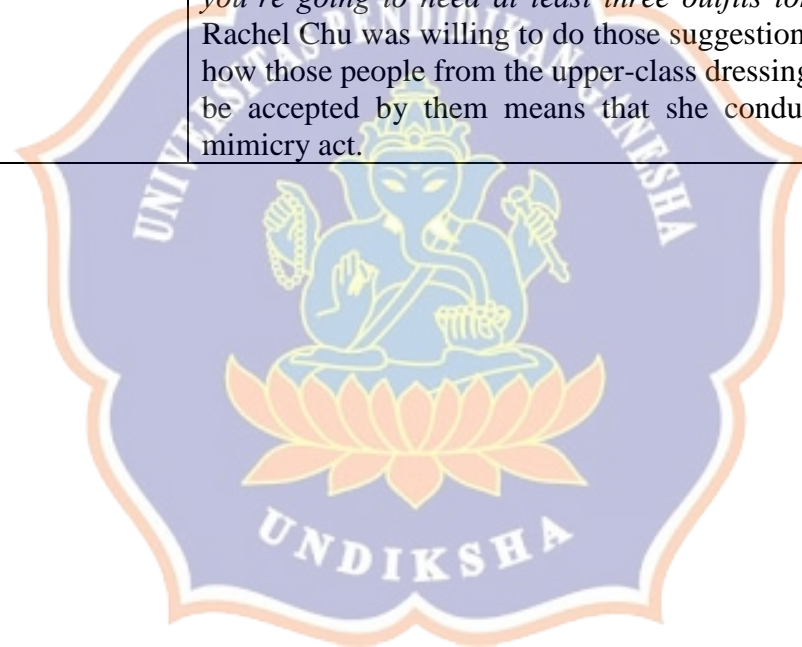 you're going to need at least three outfits
Rachel Chu was willing to do those suggestion
how those people from the upper-class dressing
be accepted by them means that she
mimicry act.
UNIVERSITAS PENDIDIKAN GANESHA
UNDIKSHA